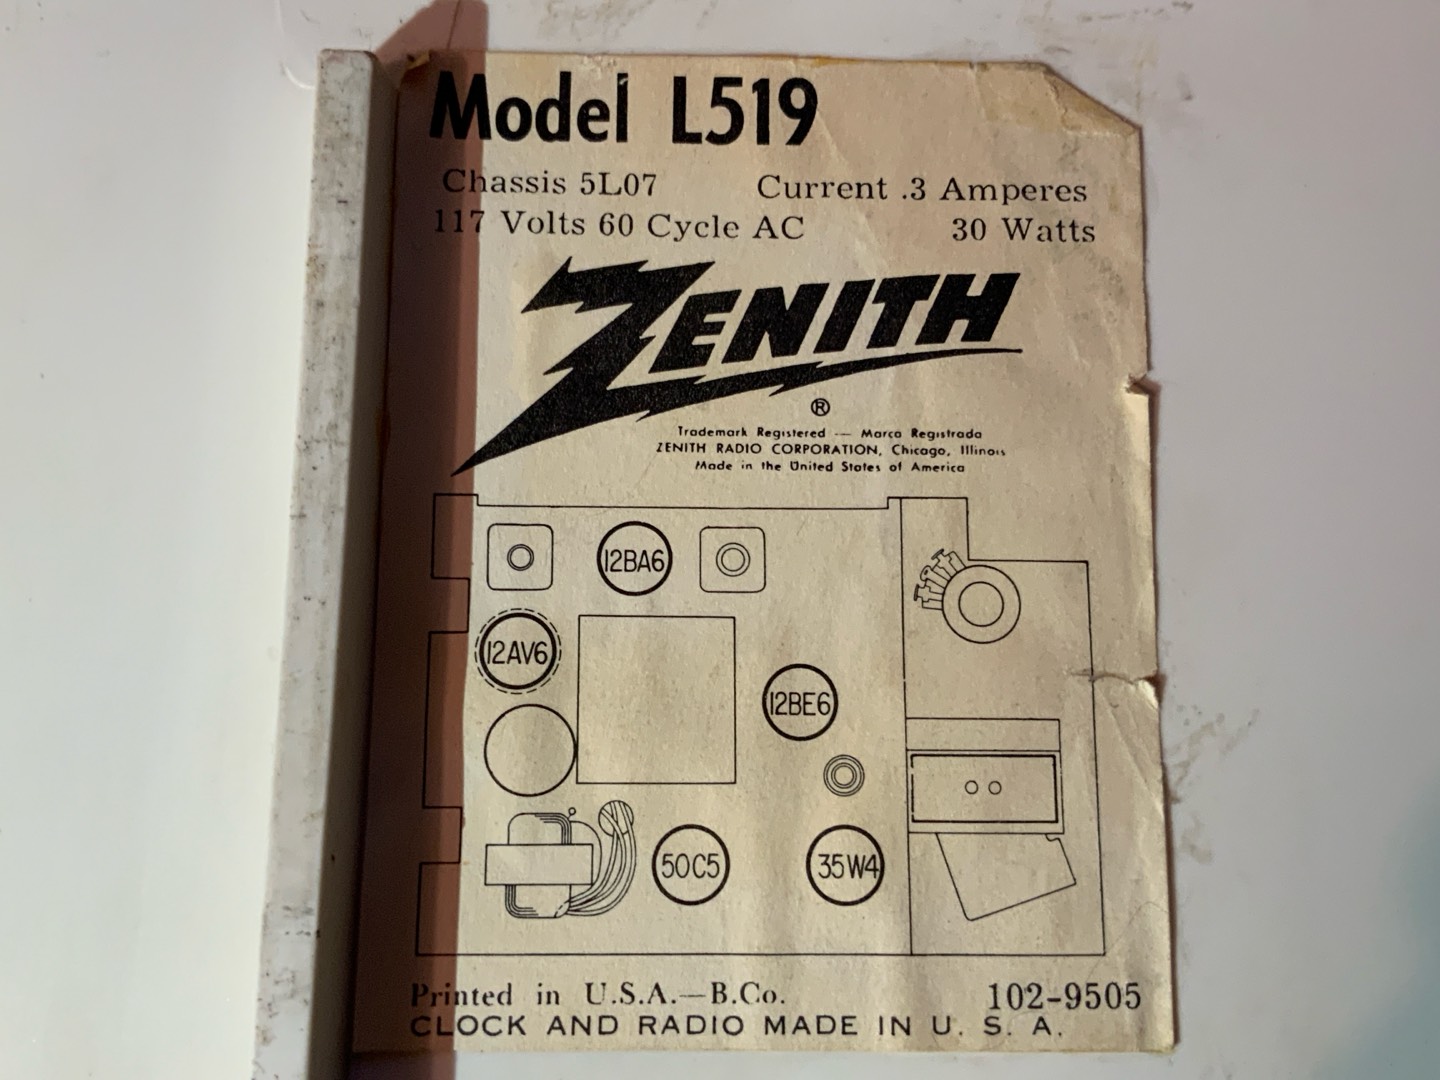 Model L519
Chassis 5L07 Current .3 Amperes
117 Volts 60 Cycle AC 30 Watts
ZENITH
®
Trademark Registered — Marca Registrada
ZENITH RADIO CORPORATION, Chicago, Illinois
Made in the United States of America
12BA6
12AV6
12BE6
50C5 35W4
Printed in U.S.A.—B.Co. 102-9505
CLOCK AND RADIO MADE IN U. S. A.